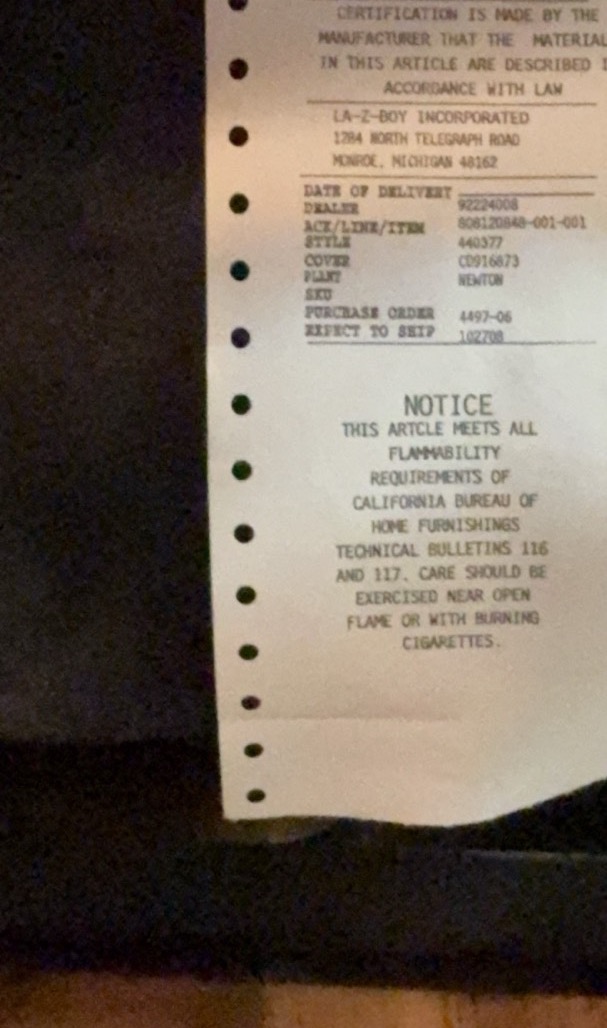 CERTIFICATION IS MADE BY THE
MANUFACTURER THAT THE MATERIAL
IN THIS ARTICLE ARE DESCRIBED I
ACCORDANCE WITH LAW
LA-Z-BOY INCORPORATED
1284 NORTH TELEGRAPH ROAD
MONROE, MICHIGAN 48162
DATE OF DELIVERY
DEALER 92224008
ACK/LINE/ITEM 808120848-001-001
STYLE 440377
COVER CD916873
PLANT NEWTON
SKU
PURCHASE ORDER 4497-06
EXPECT TO SHIP 102708
NOTICE
THIS ARTCLE MEETS ALL
FLAMMABILITY
REQUIREMENTS OF
CALIFORNIA BUREAU OF
HOME FURNISHINGS
TECHNICAL BULLETINS 116
AND 117. CARE SHOULD BE
EXERCISED NEAR OPEN
FLAME OR WITH BURNING
CIGARETTES.